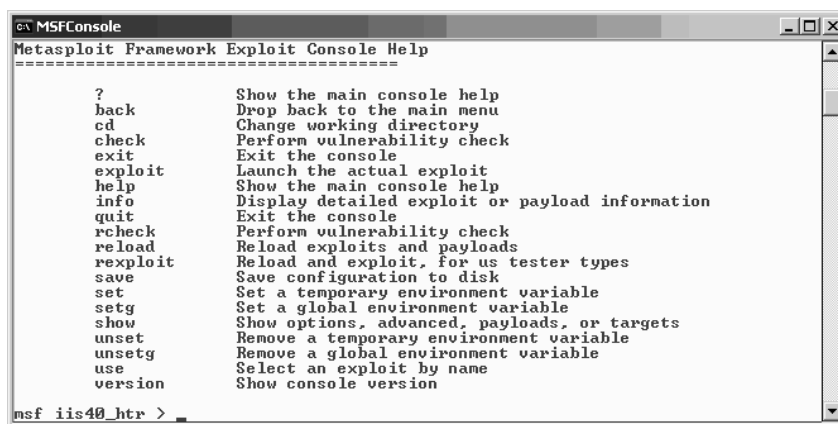 MSFConsole
Metasploit Framework Exploit Console Help
=====================================
? Show the main console help
back Drop back to the main menu
cd Change working directory
check Perform vulnerability check
exit Exit the console
exploit Launch the actual exploit
help Show the main console help
info Display detailed exploit or payload information
quit Exit the console
rcheck Perform vulnerability check
reload Reload exploits and payloads
rexploit Reload and exploit, for us tester types
save Save configuration to disk
set Set a temporary environment variable
setg Set a global environment variable
show Show options, advanced, payloads, or targets
unset Remove a temporary environment variable
unsetg Remove a global environment variable
use Select an exploit by name
version Show console version
msf iis40_htr > _